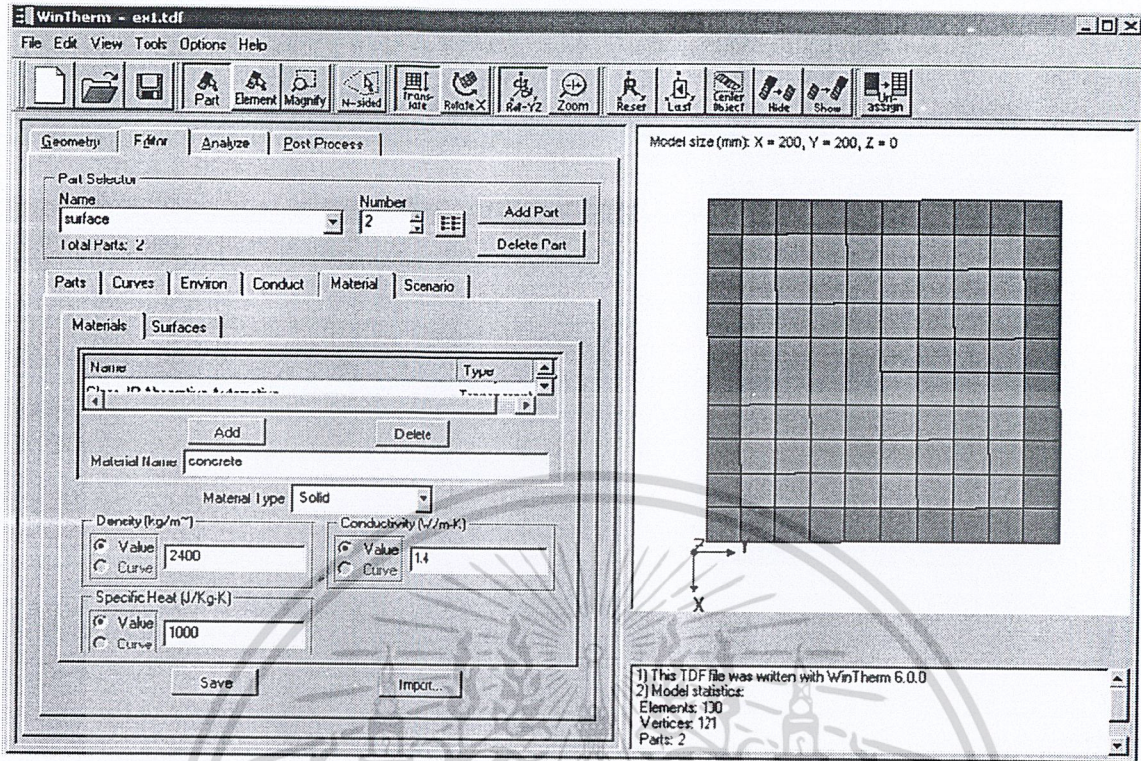 WinTherm - ex1.tdf
File Edit View Tools Options Help
Part Element Magnify N-sided Translate Rotate X Rot-YZ Zoom Reset Last Center Object Hide Show Un-assign
Geometry Editor Analyze Post Process
Model size (mm): X = 200, Y = 200, Z = 0
Part Selector
Name Number
surface 2 Add Part
Total Parts: 2 Delete Part
Parts Curves Environ Conduct Material Scenario
Materials Surfaces
Name Type
Add Delete
Material Name concrete
Material Type Solid
Density (kg/m~) Conductivity (W/m-K)
Value 2400 Value 1.4
Curve Curve
Specific Heat (J/Kg-K)
Value 1000
Curve
Save Import...
Z Y
X
1) This TDF file was written with WinTherm 6.0.0
2) Model statistics:
Elements: 130
Vertices: 121
Parts: 2